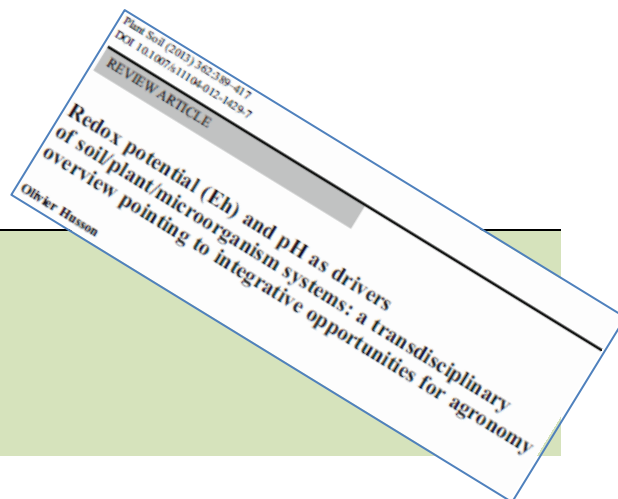 Plant Soil (2013) 362:389–417
DOI 10.1007/s11104-012-1429-7
REVIEW ARTICLE
Redox potential (Eh) and pH as drivers
of soil/plant/microorganism systems: a transdisciplinary
overview pointing to integrative opportunities for agronomy
Olivier Husson